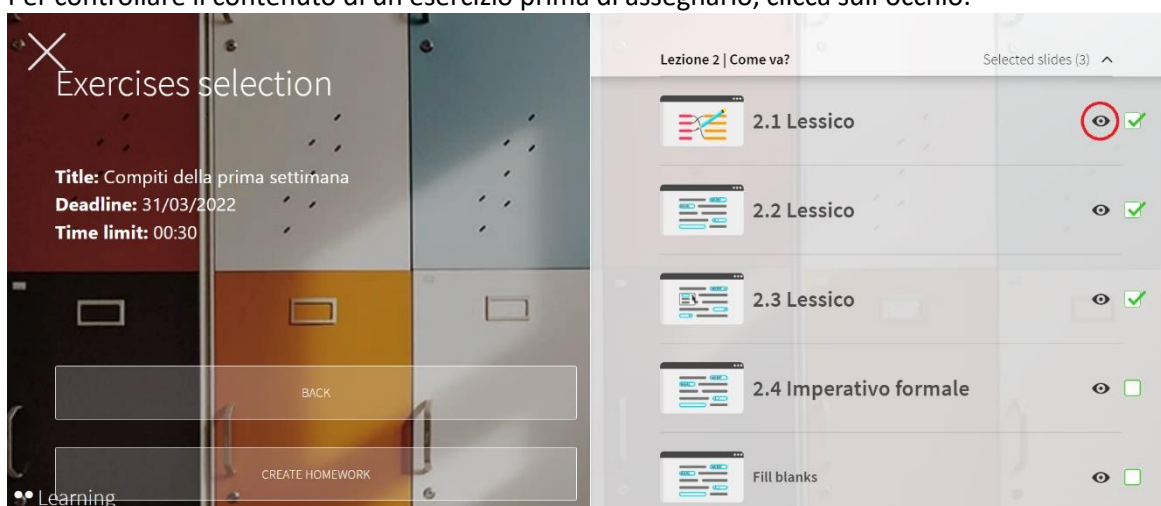 Per controllare il contenuto di un esercizio prima di assegnarlo, clicca sull'occhio.
Exercises selection
Title: Compiti della prima settimana
Deadline: 31/03/2022
Time limit: 00:30
BACK
CREATE HOMEWORK
Learning
Lezione 2 | Come va?
Selected slides (3)
2.1 Lessico
2.2 Lessico
2.3 Lessico
2.4 Imperativo formale
Fill blanks